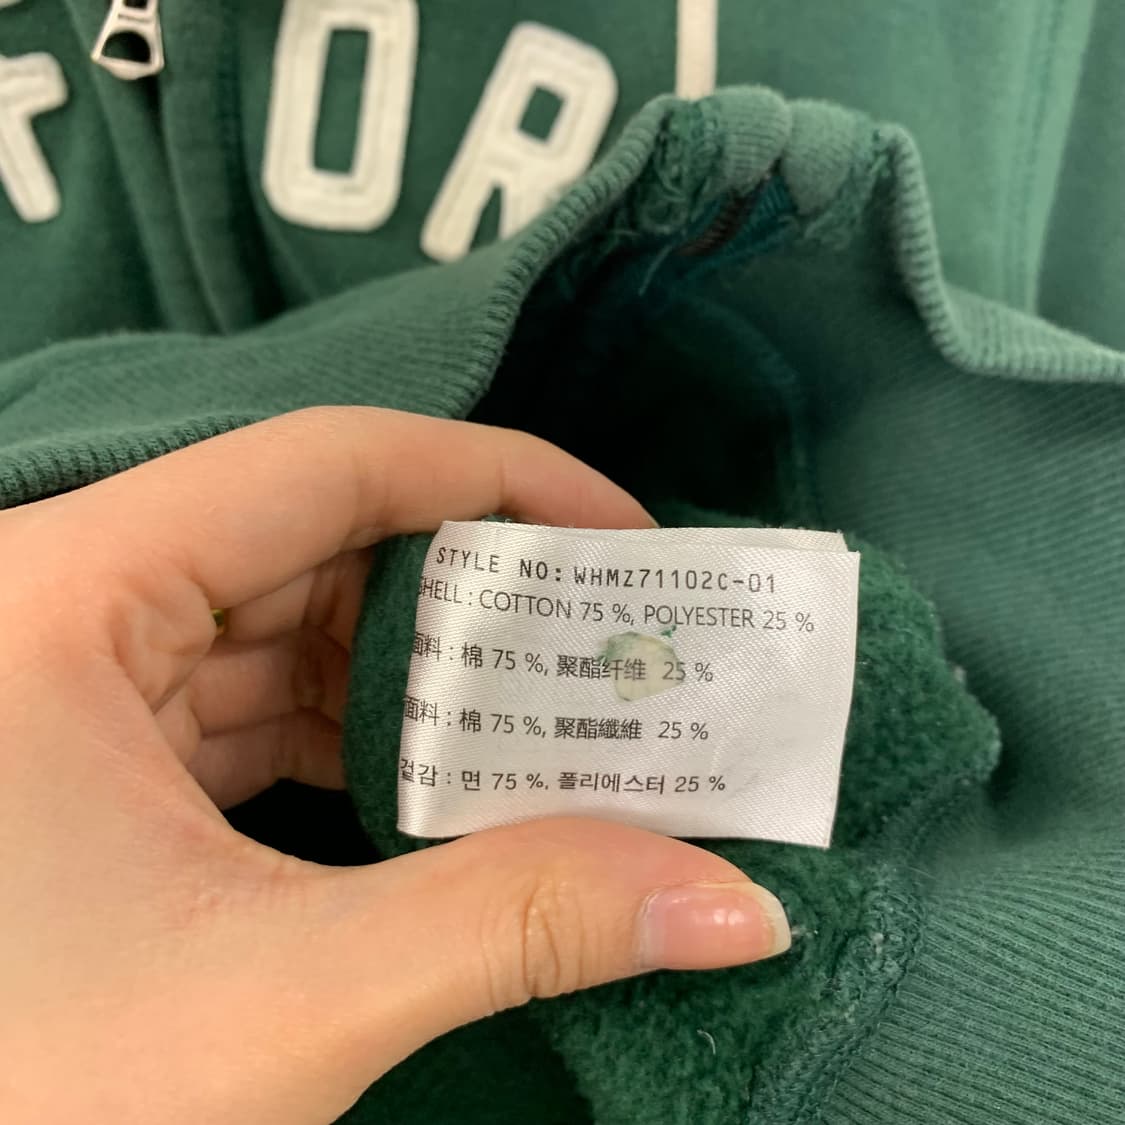 OR
STYLE NO: WHMZ71102C-01
SHELL : COTTON 75 %, POLYESTER 25 %
面料 : 棉 75 %, 聚酯纤维 25 %
面料 : 棉 75 %, 聚酯纖維 25 %
겉감 : 면 75 %, 폴리에스터 25 %